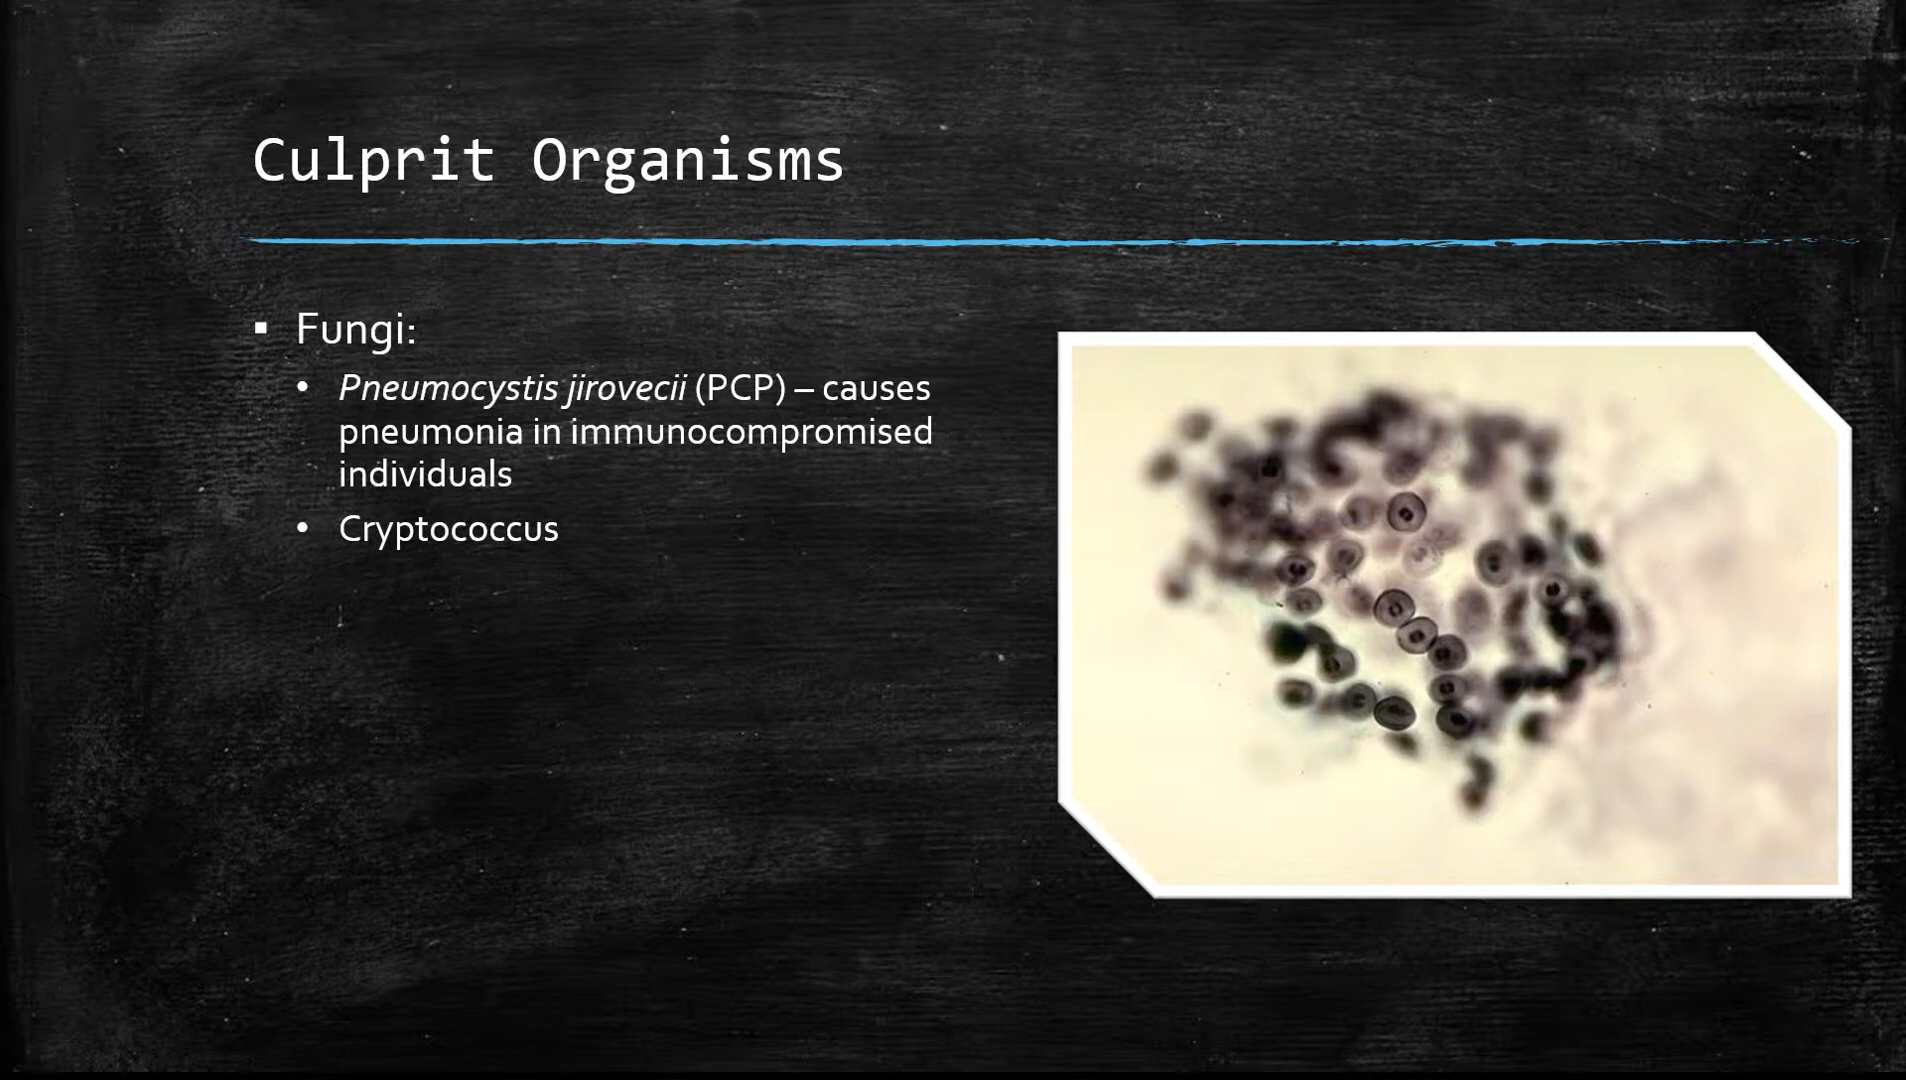 Culprit Organisms
▪ Fungi:
• Pneumocystis jirovecii (PCP) – causes
pneumonia in immunocompromised
individuals
• Cryptococcus